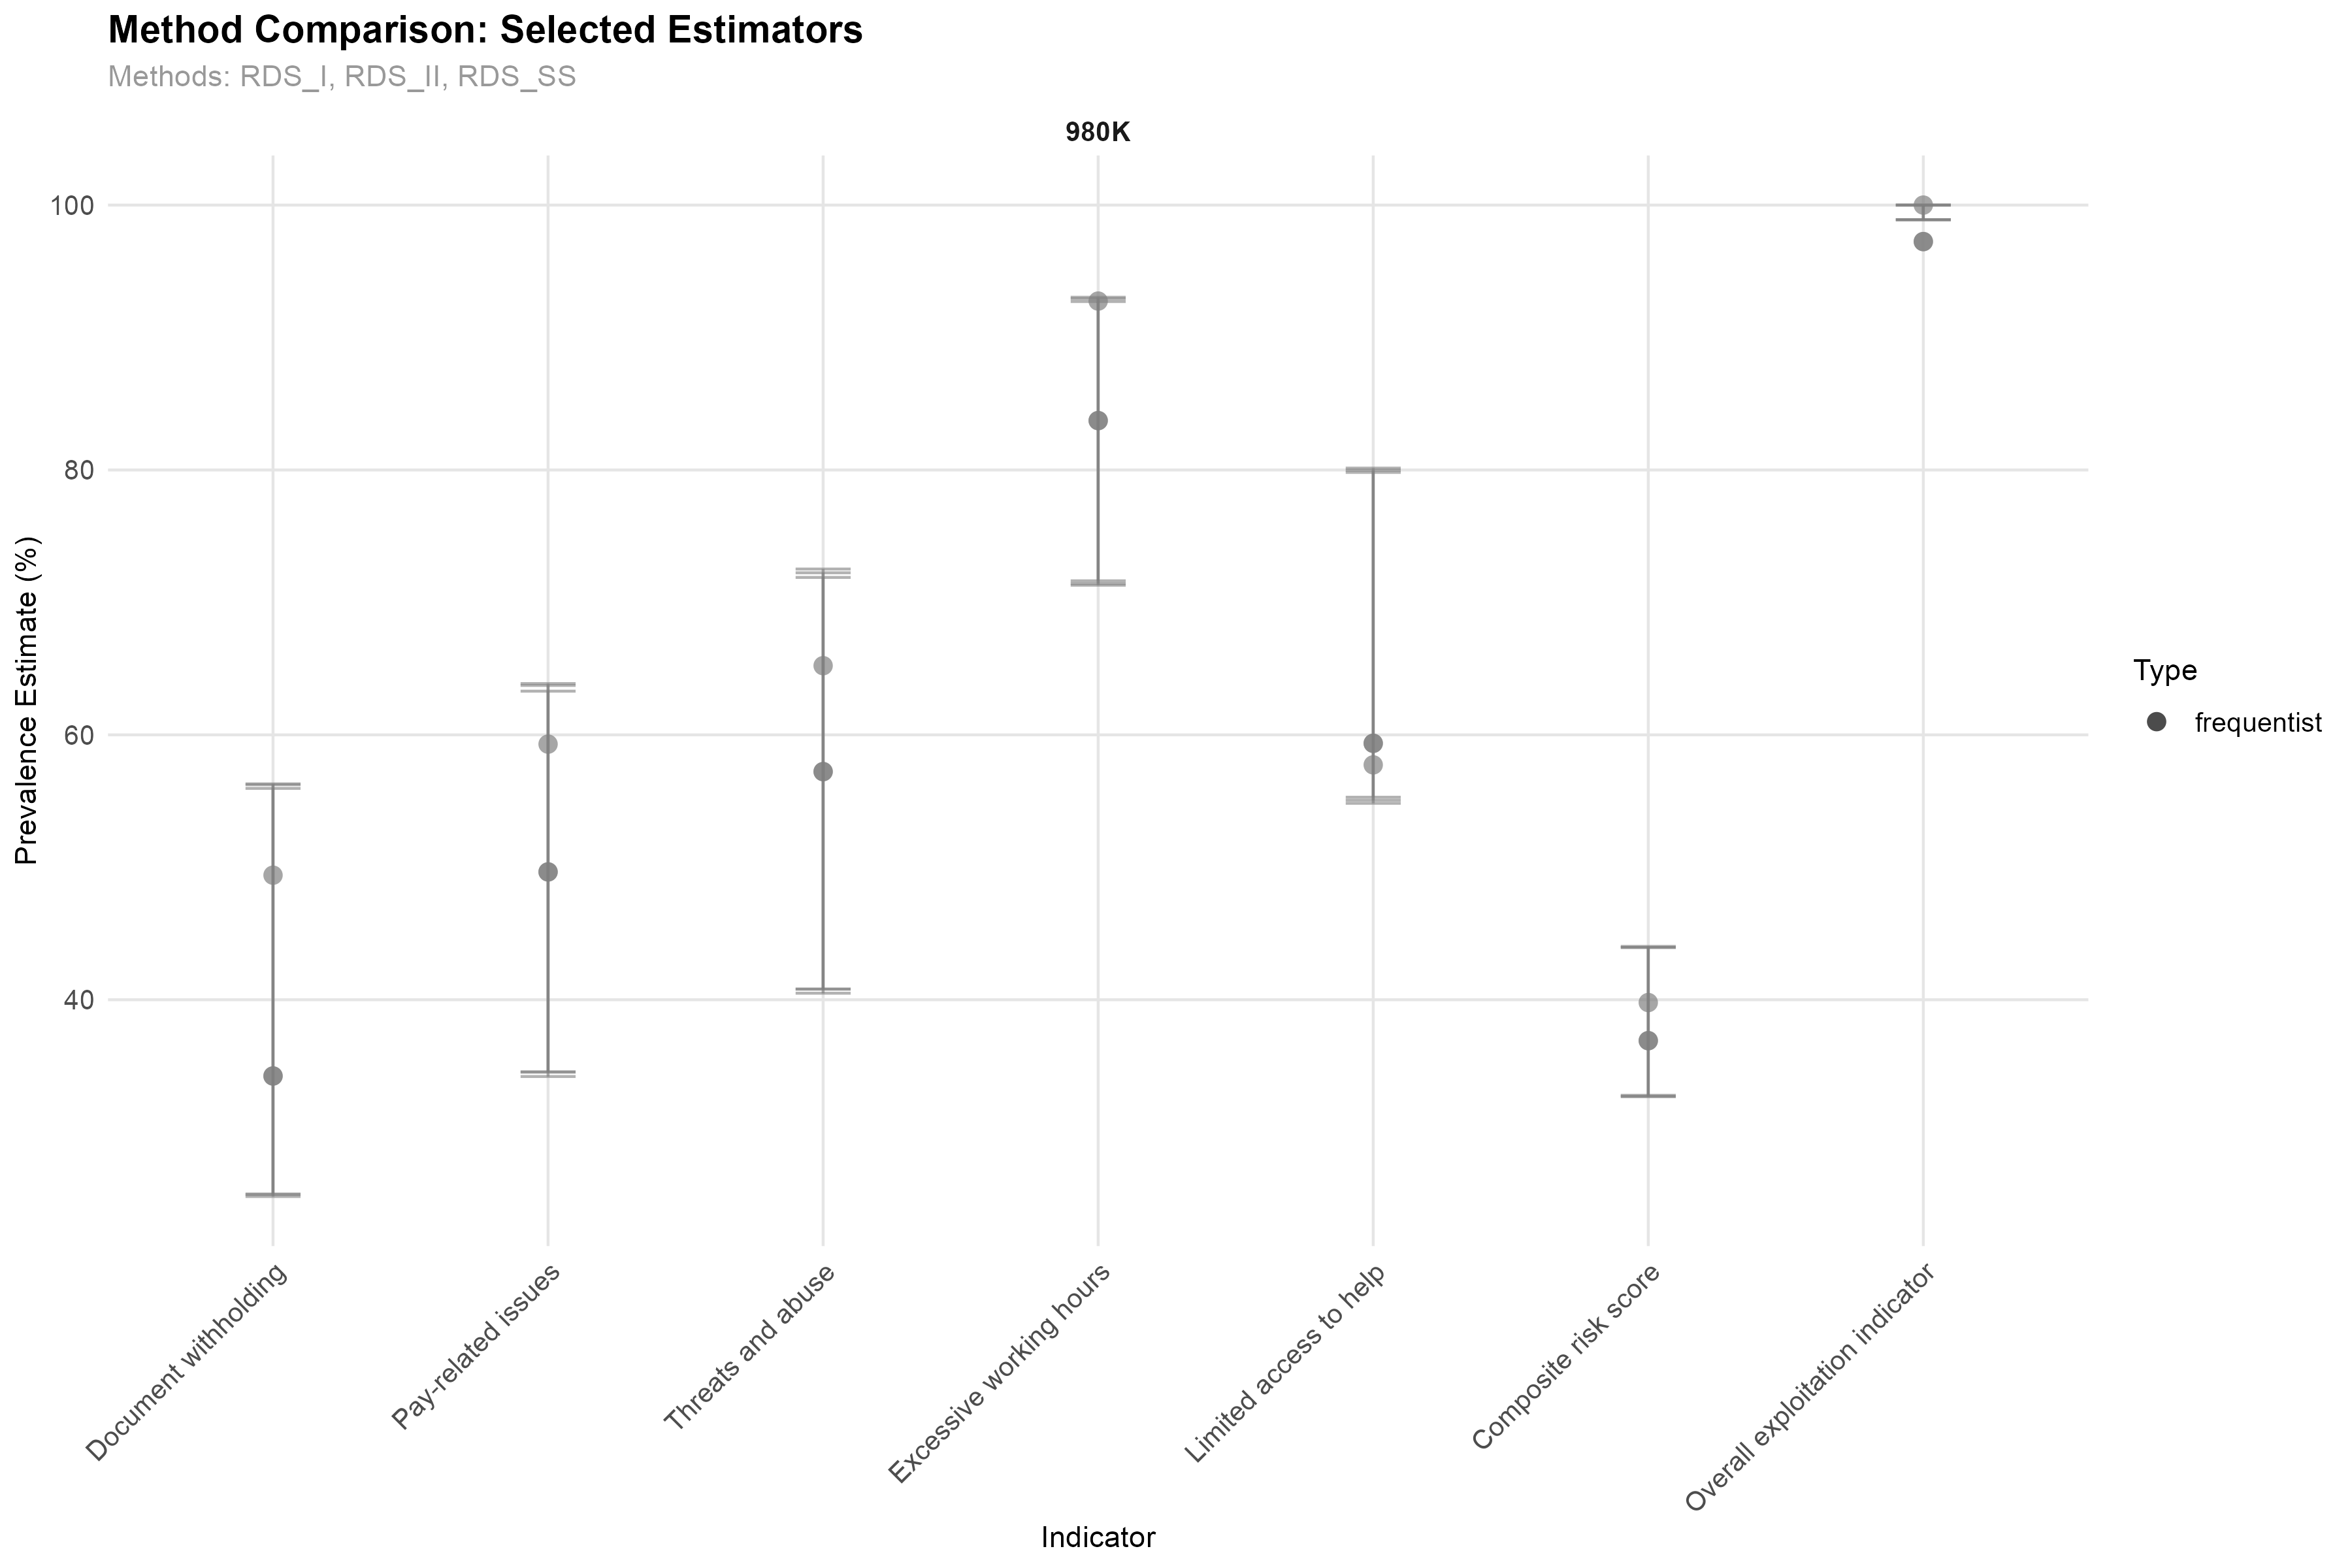 Method Comparison: Selected Estimators
Methods: RDS_I, RDS_II, RDS_SS
980K
100
80
60
40
Prevalence Estimate (%)
Document withholding
Pay-related issues
Threats and abuse
Excessive working hours
Limited access to help
Composite risk score
Overall exploitation indicator
Indicator
Type
frequentist